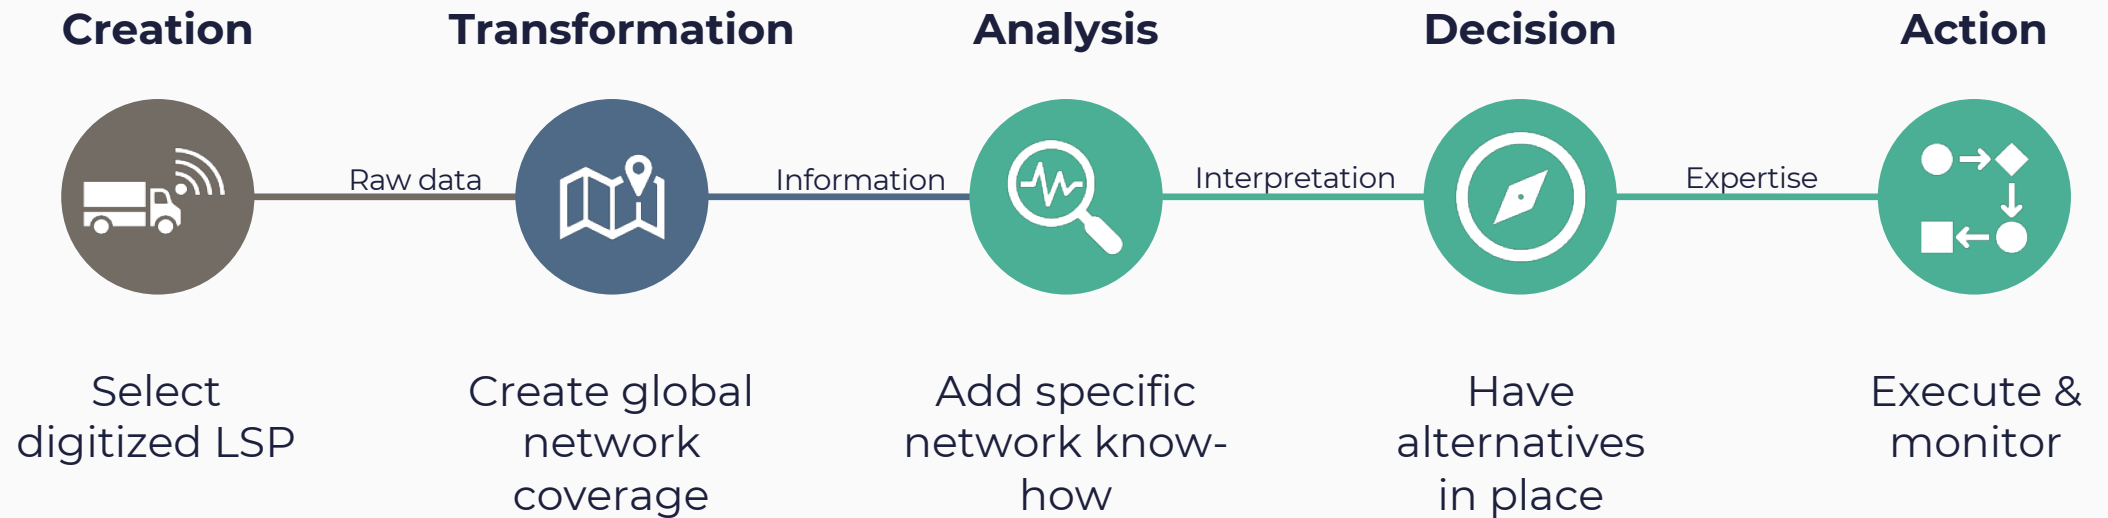 Creation
Transformation
Analysis
Decision
Action
Raw data
Information
Interpretation
Expertise
Select
digitized LSP
Create global
network
coverage
Add specific
network know-
how
Have
alternatives
in place
Execute &
monitor